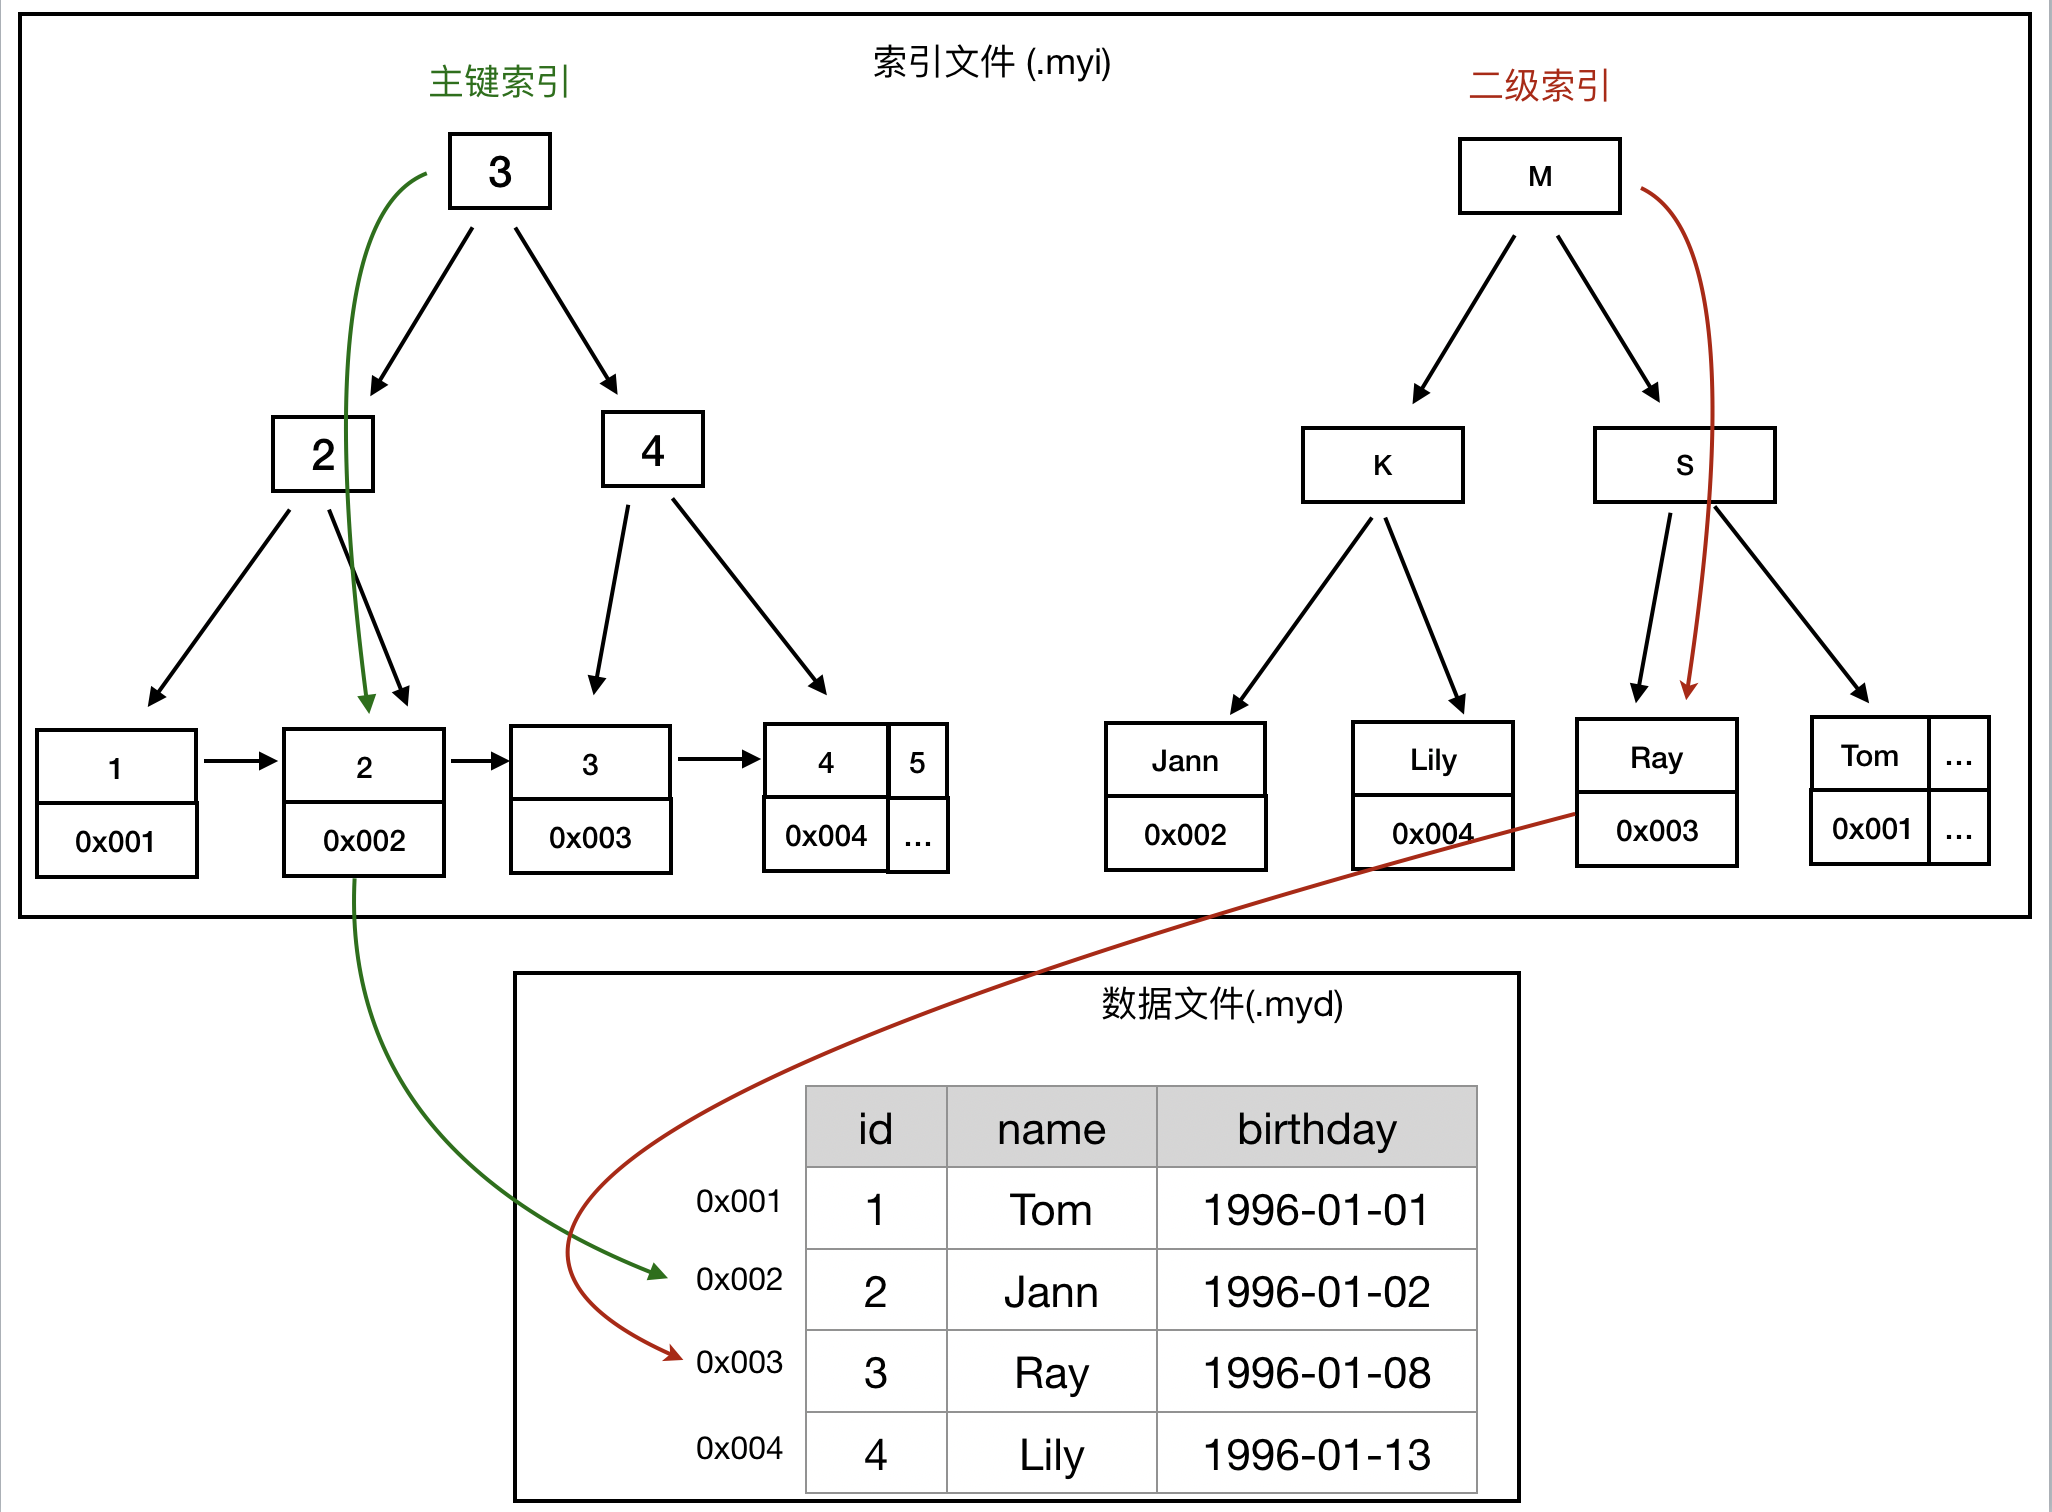 索引文件 (.myi)
主键索引
二级索引
3
M
2
4
K
S
1
2
3
4 5
Jann
Lily
Ray
Tom ...
0x001
0x002
0x003
0x004 ...
0x002
0x004
0x003
0x001 ...
数据文件(.myd)
id name birthday
0x001 1 Tom 1996-01-01
0x002 2 Jann 1996-01-02
0x003 3 Ray 1996-01-08
0x004 4 Lily 1996-01-13